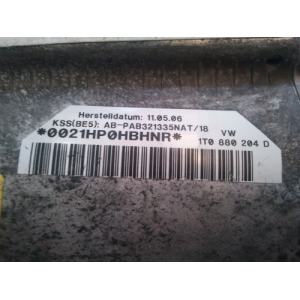 Herstelldatum: 11.05.06
KSS(BE5): AB-PAB321335NAT/18 VW
*0021HP0HBHNR*
1T0 880 204 D